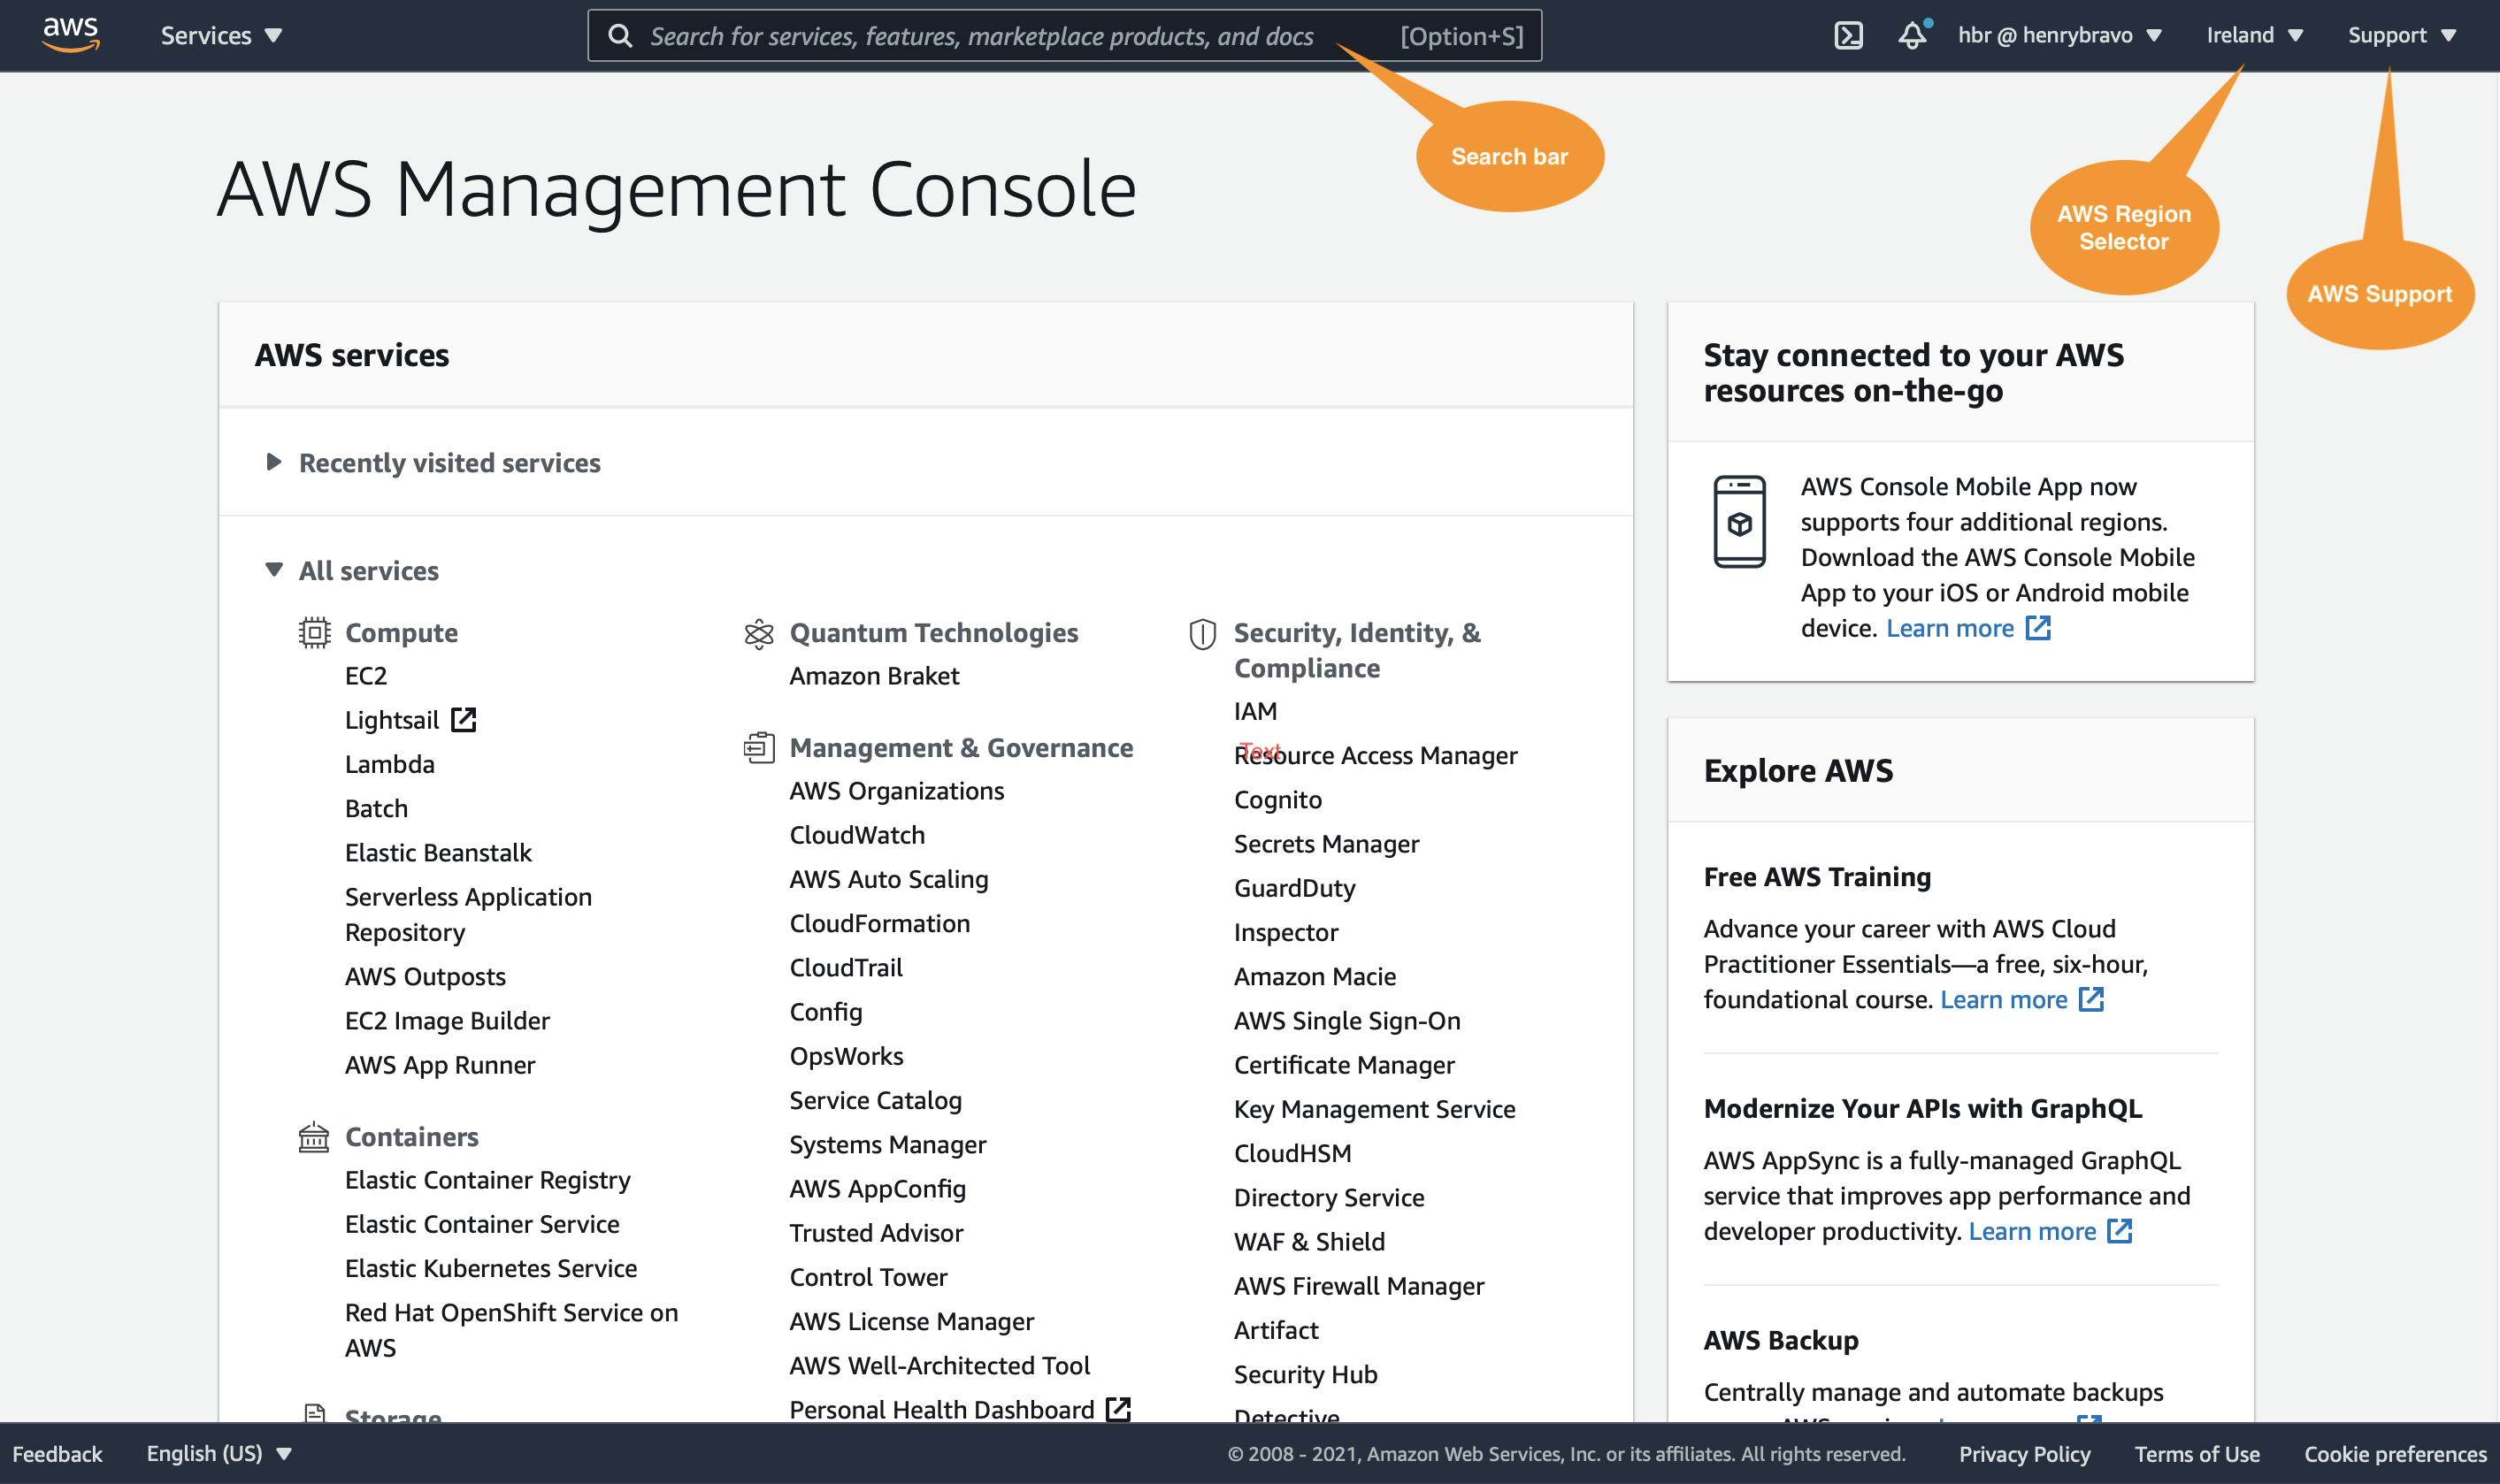 aws
Services
Search for services, features, marketplace products, and docs
[Option+S]
hbr @ henrybravo
Ireland
Support
Search bar
AWS Region
Selector
AWS Support
AWS Management Console
AWS services
Recently visited services
All services
Compute
EC2
Lightsail
Lambda
Batch
Elastic Beanstalk
Serverless Application
Repository
AWS Outposts
EC2 Image Builder
AWS App Runner
Containers
Elastic Container Registry
Elastic Container Service
Elastic Kubernetes Service
Red Hat OpenShift Service on
AWS
Storage
Quantum Technologies
Amazon Braket
Management & Governance
AWS Organizations
CloudWatch
AWS Auto Scaling
CloudFormation
CloudTrail
Config
OpsWorks
Service Catalog
Systems Manager
AWS AppConfig
Trusted Advisor
Control Tower
AWS License Manager
AWS Well-Architected Tool
Personal Health Dashboard
Security, Identity, &
Compliance
IAM
Text
Resource Access Manager
Cognito
Secrets Manager
GuardDuty
Inspector
Amazon Macie
AWS Single Sign-On
Certificate Manager
Key Management Service
CloudHSM
Directory Service
WAF & Shield
AWS Firewall Manager
Artifact
Security Hub
Detective
Stay connected to your AWS
resources on-the-go
AWS Console Mobile App now
supports four additional regions.
Download the AWS Console Mobile
App to your iOS or Android mobile
device. Learn more
Explore AWS
Free AWS Training
Advance your career with AWS Cloud
Practitioner Essentials—a free, six-hour,
foundational course. Learn more
Modernize Your APIs with GraphQL
AWS AppSync is a fully-managed GraphQL
service that improves app performance and
developer productivity. Learn more
AWS Backup
Centrally manage and automate backups
Feedback
English (US)
© 2008 - 2021, Amazon Web Services, Inc. or its affiliates. All rights reserved.
Privacy Policy
Terms of Use
Cookie preferences